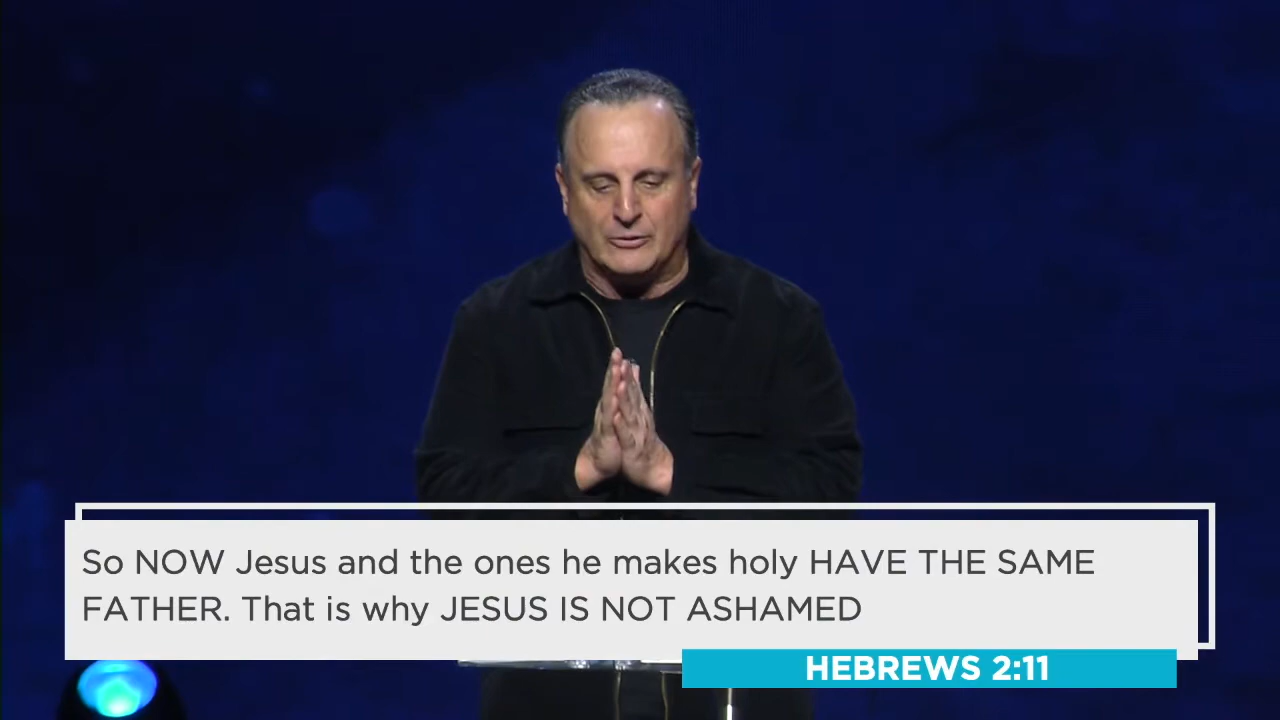 So NOW Jesus and the ones he makes holy HAVE THE SAME
FATHER. That is why JESUS IS NOT ASHAMED
HEBREWS 2:11